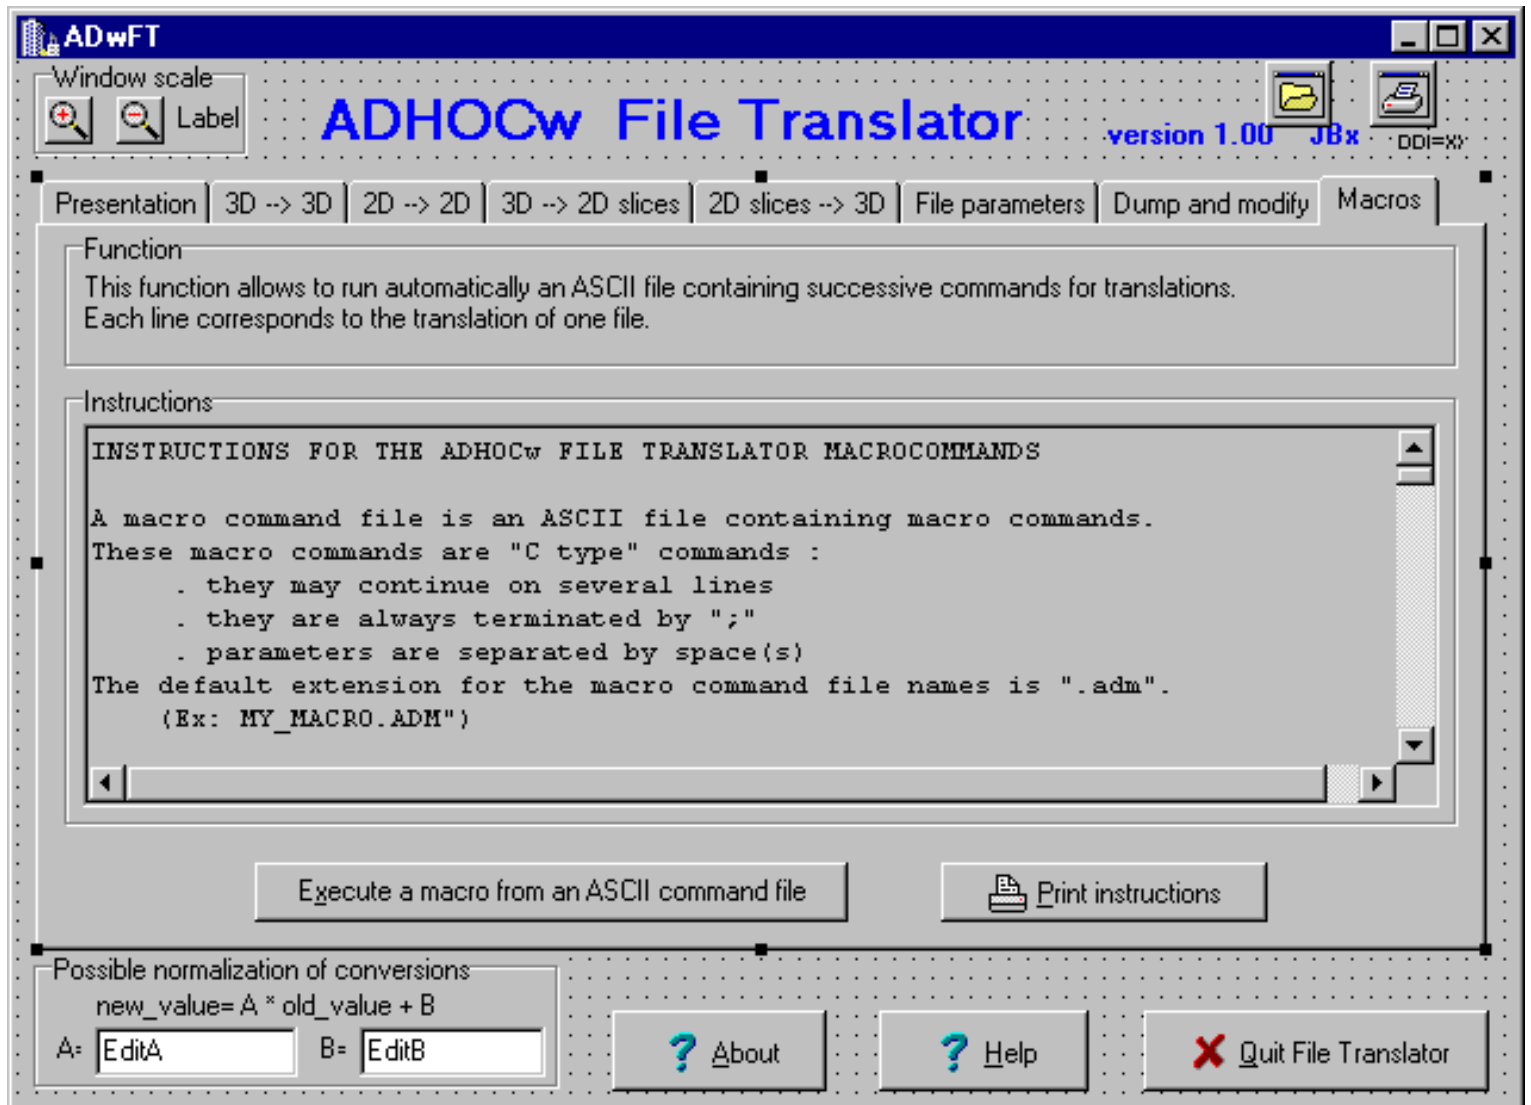 ADwFT
Window scale
Label
ADHOCw File Translator
version 1.00 JBx
Presentation
3D --> 3D
2D --> 2D
3D --> 2D slices
2D slices --> 3D
File parameters
Dump and modify
Macros
Function
This function allows to run automatically an ASCII file containing successive commands for translations.
Each line corresponds to the translation of one file.
Instructions
INSTRUCTIONS FOR THE ADHOCw FILE TRANSLATOR MACROCOMMANDS
A macro command file is an ASCII file containing macro commands.
These macro commands are "C type" commands :
. they may continue on several lines
. they are always terminated by ";"
. parameters are separated by space(s)
The default extension for the macro command file names is ".adm".
(Ex: MY_MACRO.ADM")
Execute a macro from an ASCII command file
Print instructions
Possible normalization of conversions
new_value= A * old_value + B
A= EditA B= EditB
About
Help
Quit File Translator